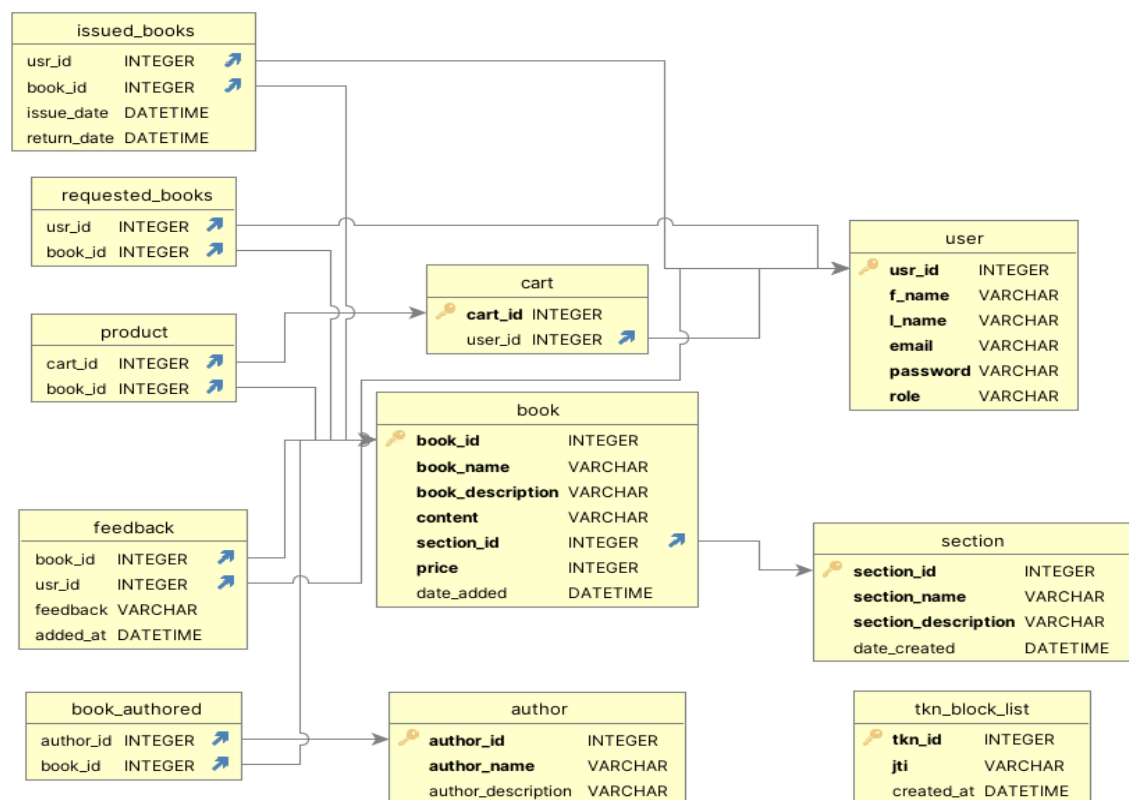 issued_books
usr_id INTEGER
book_id INTEGER
issue_date DATETIME
return_date DATETIME
requested_books
usr_id INTEGER
book_id INTEGER
product
cart_id INTEGER
book_id INTEGER
cart
cart_id INTEGER
user_id INTEGER
user
usr_id INTEGER
f_name VARCHAR
l_name VARCHAR
email VARCHAR
password VARCHAR
role VARCHAR
book
book_id INTEGER
book_name VARCHAR
book_description VARCHAR
content VARCHAR
section_id INTEGER
price INTEGER
date_added DATETIME
feedback
book_id INTEGER
usr_id INTEGER
feedback VARCHAR
added_at DATETIME
section
section_id INTEGER
section_name VARCHAR
section_description VARCHAR
date_created DATETIME
book_authored
author_id INTEGER
book_id INTEGER
author
author_id INTEGER
author_name VARCHAR
author_description VARCHAR
tkn_block_list
tkn_id INTEGER
jti VARCHAR
created_at DATETIME